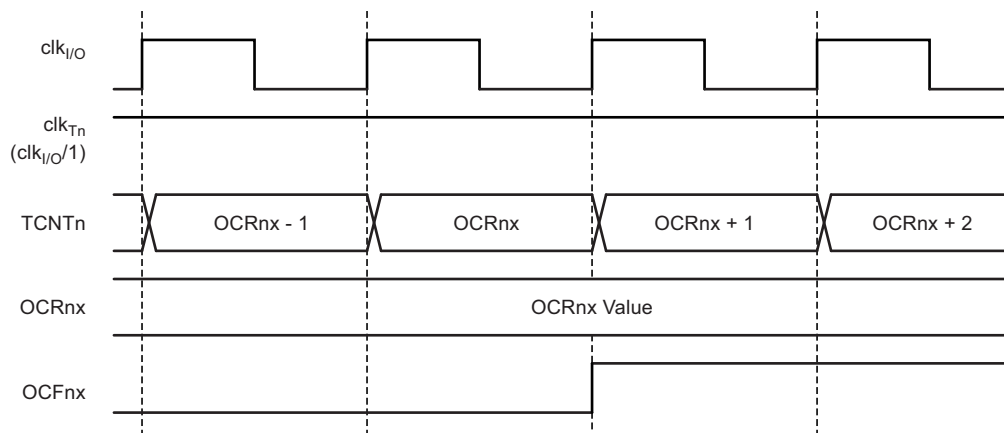 clkI/O
clkTn
(clkI/O/1)
TCNTn OCRnx - 1 OCRnx OCRnx + 1 OCRnx + 2
OCRnx OCRnx Value
OCFnx